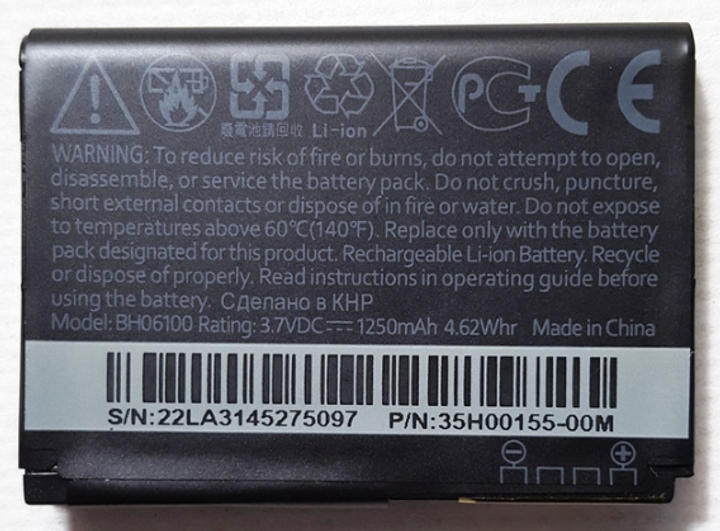 廢電池請回收 Li-ion PCT CE
WARNING: To reduce risk of fire or burns, do not attempt to open,
disassemble, or service the battery pack. Do not crush, puncture,
short external contacts or dispose of in fire or water. Do not expose
to temperatures above 60°C(140°F). Replace only with the battery
pack designated for this product. Rechargeable Li-ion Battery. Recycle
or dispose of properly. Read instructions in operating guide before
using the battery. Сделано в КНР
Model: BH06100 Rating: 3.7VDC⎓ 1250mAh 4.62Whr Made in China
S/N:22LA3145275097 P/N:35H00155-00M